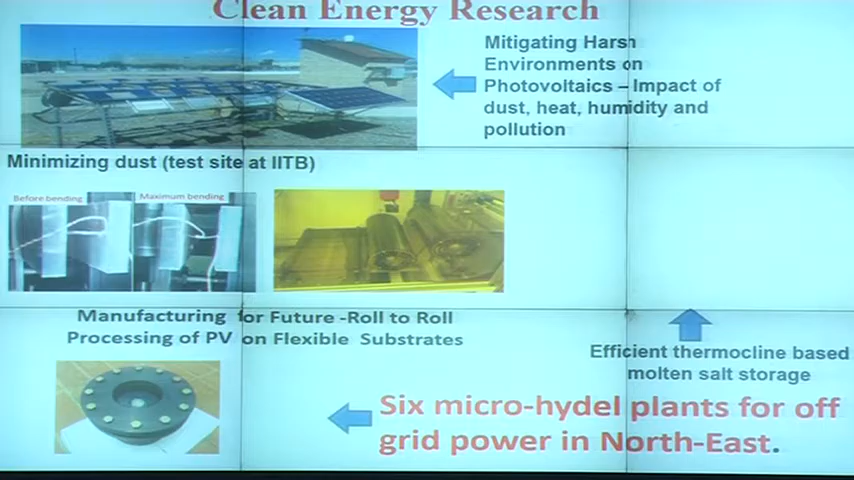 Clean Energy Research
Mitigating Harsh
Environments on
Photovoltaics – Impact of
dust, heat, humidity and
pollution
Minimizing dust (test site at IITB)
Before bending
Maximum bending
Manufacturing for Future -Roll to Roll
Processing of PV on Flexible Substrates
Efficient thermocline based
molten salt storage
Six micro-hydel plants for off
grid power in North-East.